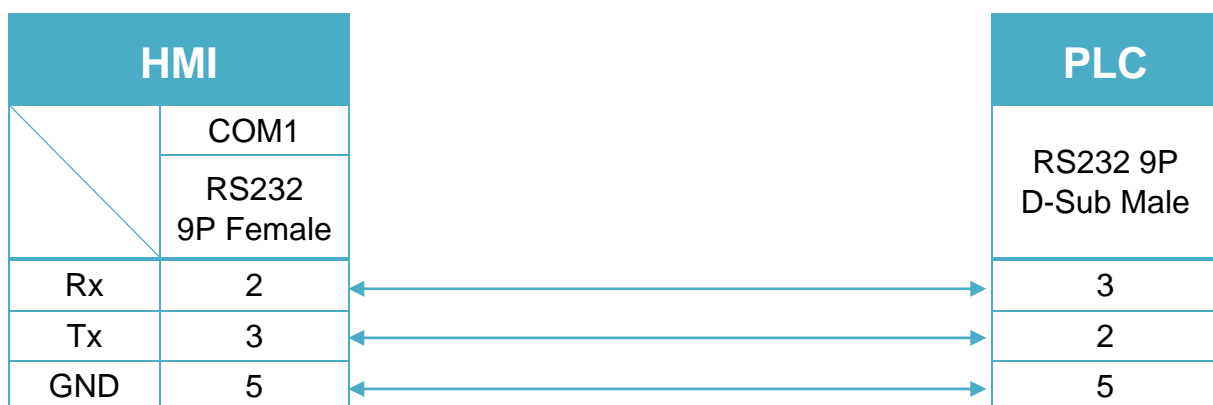 HMI
PLC
COM1
RS232
9P Female
RS232 9P
D-Sub Male
Rx 2 3
Tx 3 2
GND 5 5